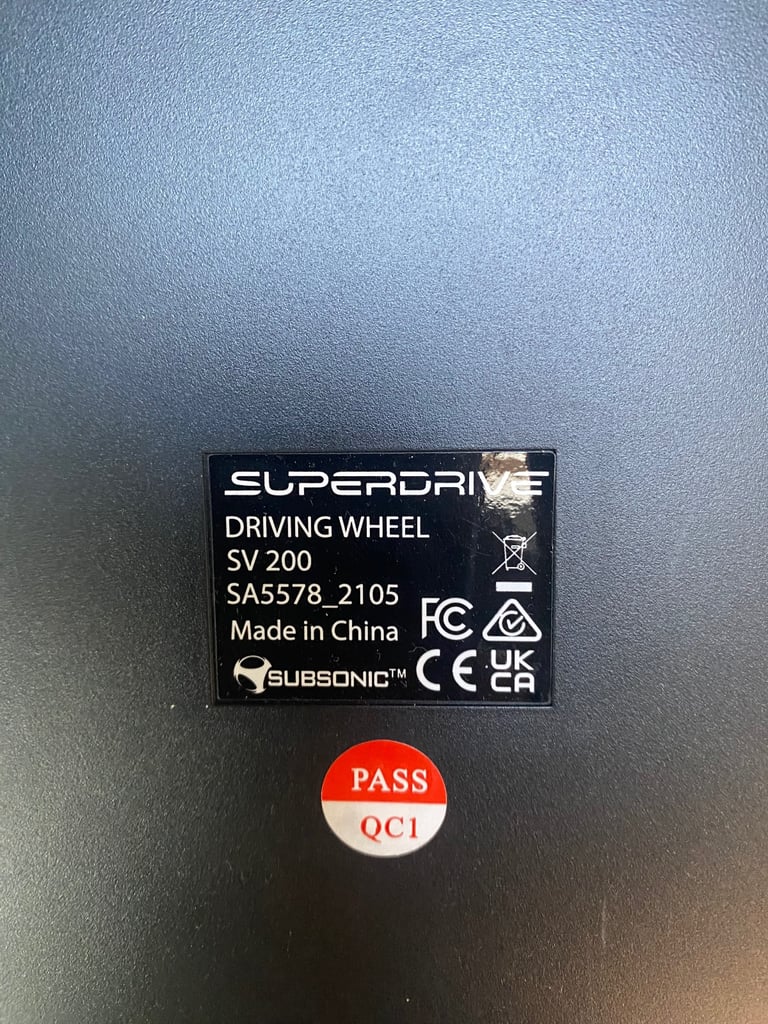 SUPERDRIVE
DRIVING WHEEL
SV 200
SA5578_2105
Made in China
SUBSONIC™
FC
CE
UK
CA
PASS
QC1